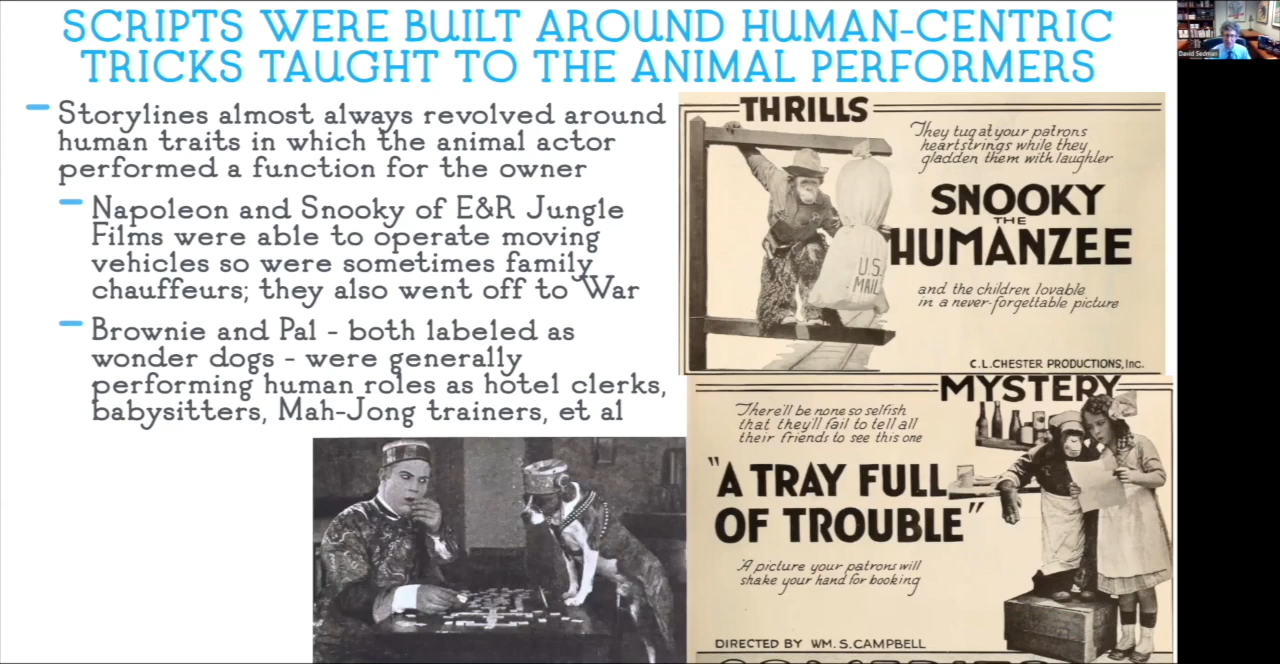 SCRIPTS WERE BUILT AROUND HUMAN-CENTRIC
TRICKS TAUGHT TO THE ANIMAL PERFORMERS
Storylines almost always revolved around
human traits in which the animal actor
performed a function for the owner
Napoleon and Snooky of E&R Jungle
Films were able to operate moving
vehicles so were sometimes family
chauffeurs; they also went off to War
Brownie and Pal - both labeled as
wonder dogs - were generally
performing human roles as hotel clerks,
babysitters, Mah-Jong trainers, et al
THRILLS
They tug at your patrons
heartstrings while they
gladden them with laughter
SNOOKY
THE
HUMANZEE
U.S.
MAIL
and the children lovable
in a never-forgettable picture
C.L.CHESTER PRODUCTIONS, Inc.
MYSTERY
There'll be none so selfish
that they'll fail to tell all
their friends to see this one
"A TRAY FULL
OF TROUBLE"
A picture your patrons will
shake your hand for booking
DIRECTED BY WM. S. CAMPBELL
David Sedman